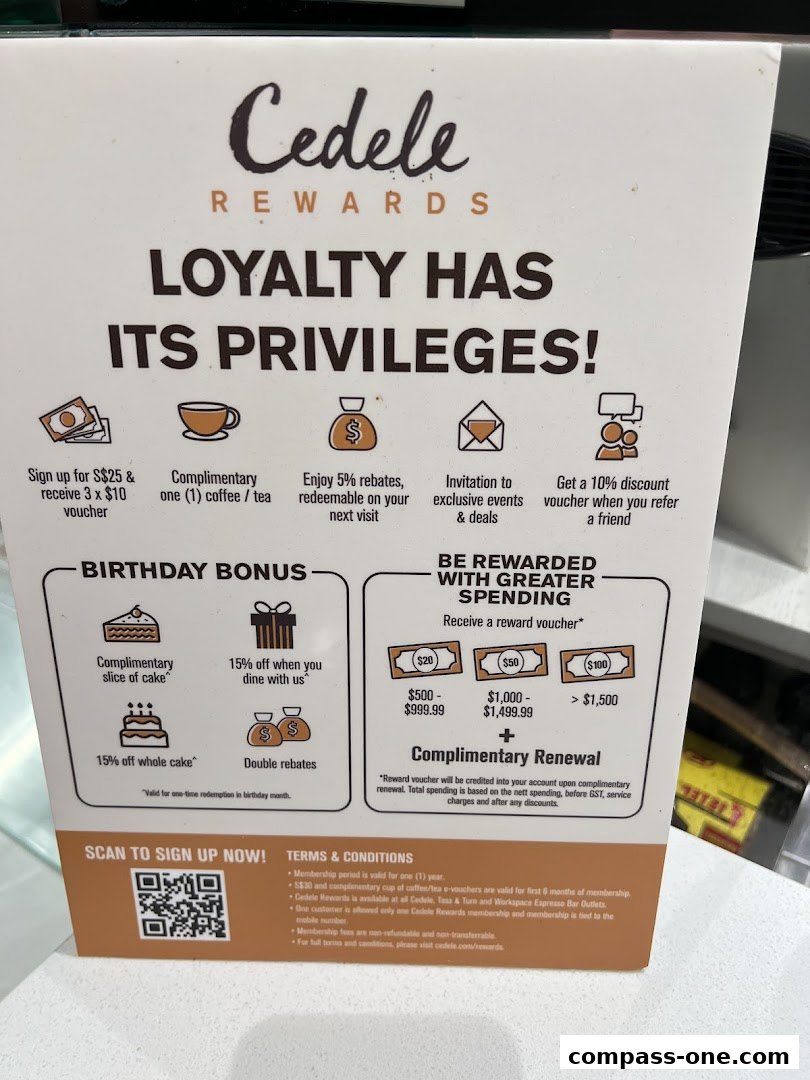 Cedele
REWARDS
LOYALTY HAS
ITS PRIVILEGES!
Sign up for S$25 &
receive 3 x $10
voucher
Complimentary
one (1) coffee / tea
Enjoy 5% rebates,
redeemable on your
next visit
Invitation to
exclusive events
& deals
Get a 10% discount
voucher when you refer
a friend
BIRTHDAY BONUS
Complimentary
slice of cake^
15% off when you
dine with us^
15% off whole cake^
Double rebates
^Valid for one-time redemption in birthday month.
BE REWARDED
WITH GREATER
SPENDING
Receive a reward voucher*
$20
$50
$100
$500 -
$999.99
$1,000 -
$1,499.99
> $1,500
+
Complimentary Renewal
*Reward voucher will be credited into your account upon complimentary
renewal. Total spending is based on the nett spending, before GST, service
charges and after any discounts.
SCAN TO SIGN UP NOW!
TERMS & CONDITIONS
• Membership period is valid for one (1) year.
• S$30 and complimentary cup of coffee/tea e-vouchers are valid for first 6 months of membership.
• Cedele Rewards is available at all Cedele, Toss & Turn and Workspace Espresso Bar Outlets.
• One customer is allowed only one Cedele Rewards membership and membership is tied to the
mobile number.
• Membership fees are non-refundable and non-transferrable.
• For full terms and conditions, please visit cedele.com/rewards.
compass-one.com